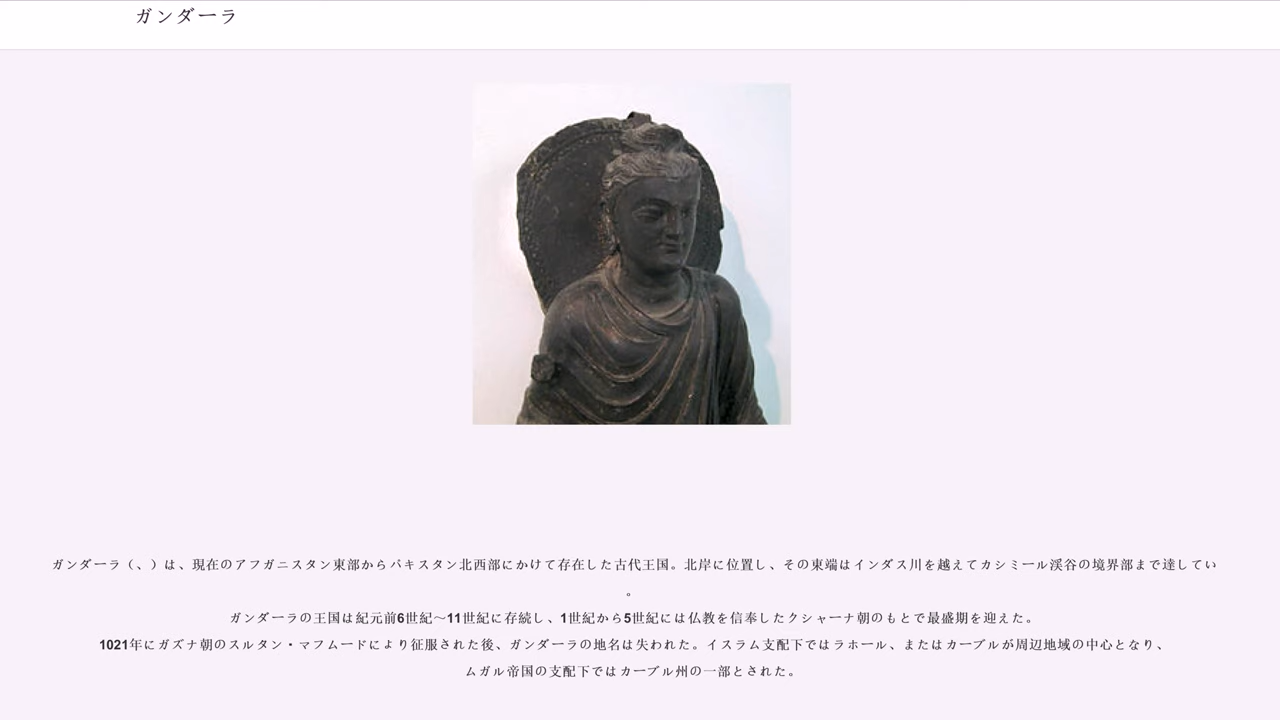 ガンダーラ
ガンダーラ（、）は、現在のアフガニスタン東部からパキスタン北西部にかけて存在した古代王国。北岸に位置し、その東端はインダス川を越えてカシミール渓谷の境界部まで達してい
。
ガンダーラの王国は紀元前6世紀〜11世紀に存続し、1世紀から5世紀には仏教を信奉したクシャーナ朝のもとで最盛期を迎えた。
1021年にガズナ朝のスルタン・マフムードにより征服された後、ガンダーラの地名は失われた。イスラム支配下ではラホール、またはカーブルが周辺地域の中心となり、
ムガル帝国の支配下ではカーブル州の一部とされた。